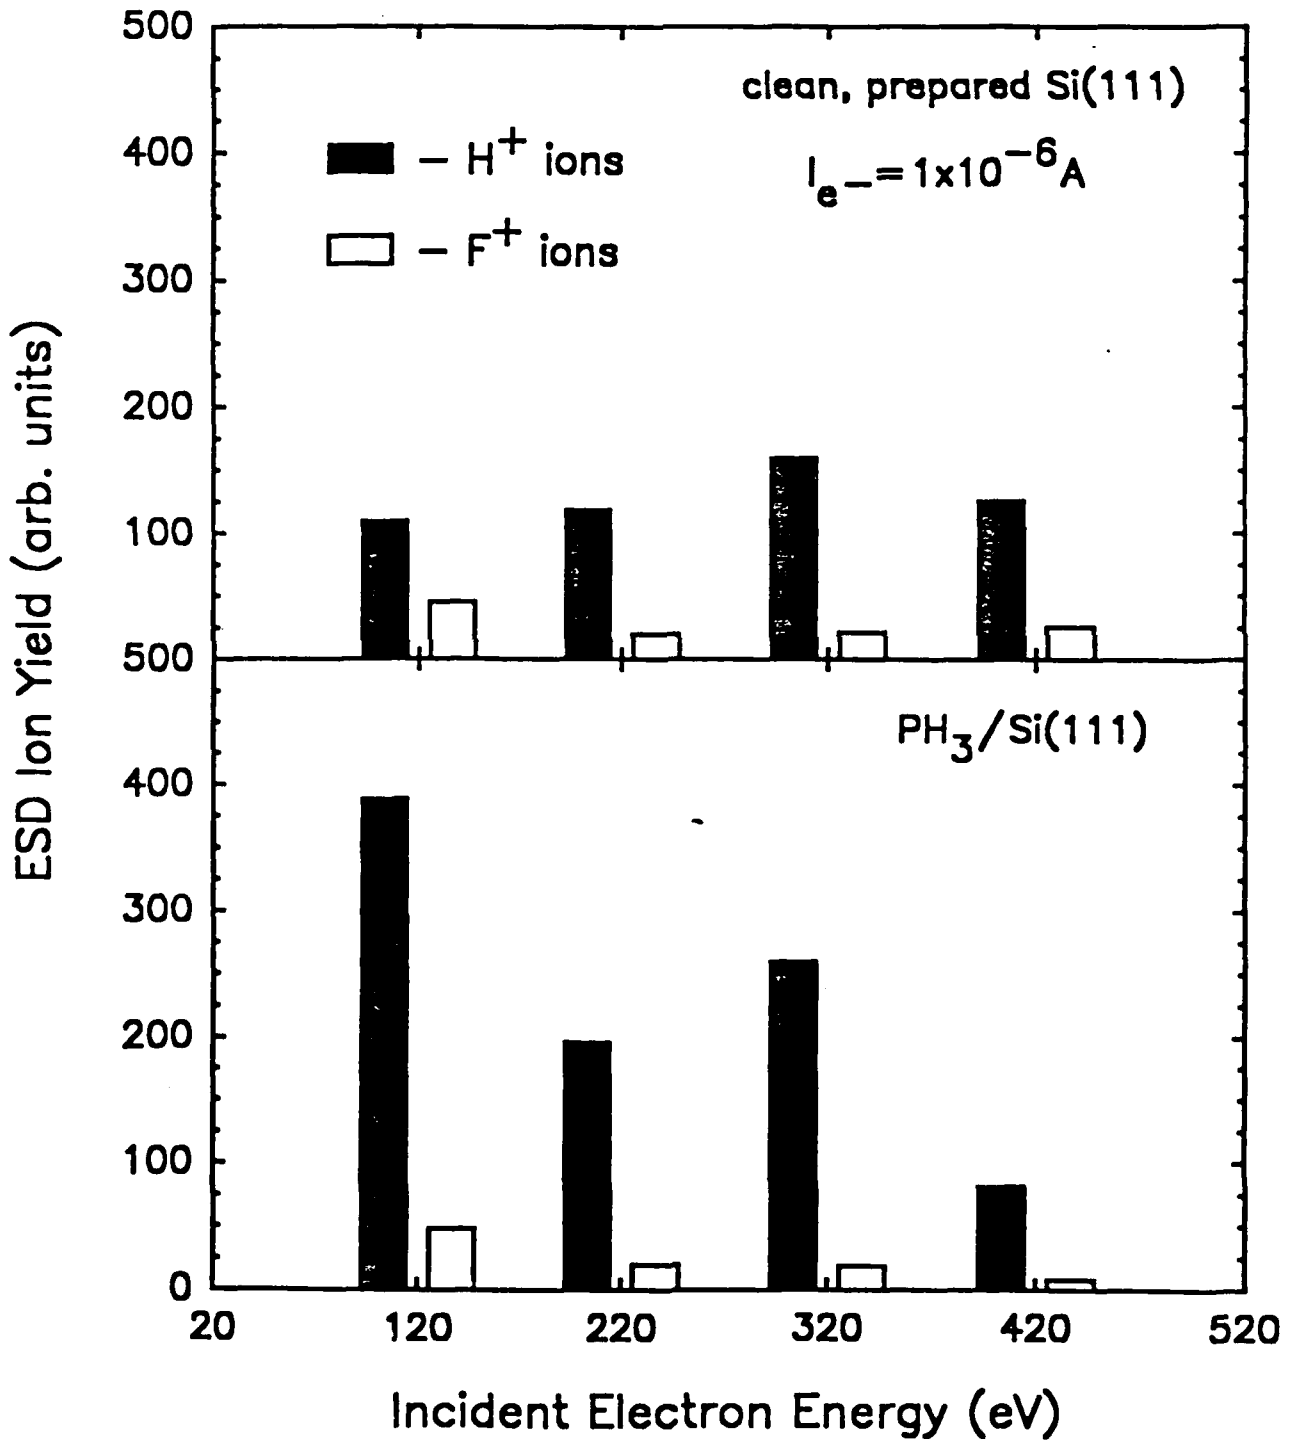 500
clean, prepared Si(111)
400
– H⁺ ions
Iₑ–=1x10⁻⁶A
– F⁺ ions
300
200
100
500
PH₃/Si(111)
400
300
200
100
0
20 120 220 320 420 520
Incident Electron Energy (eV)
ESD Ion Yield (arb. units)